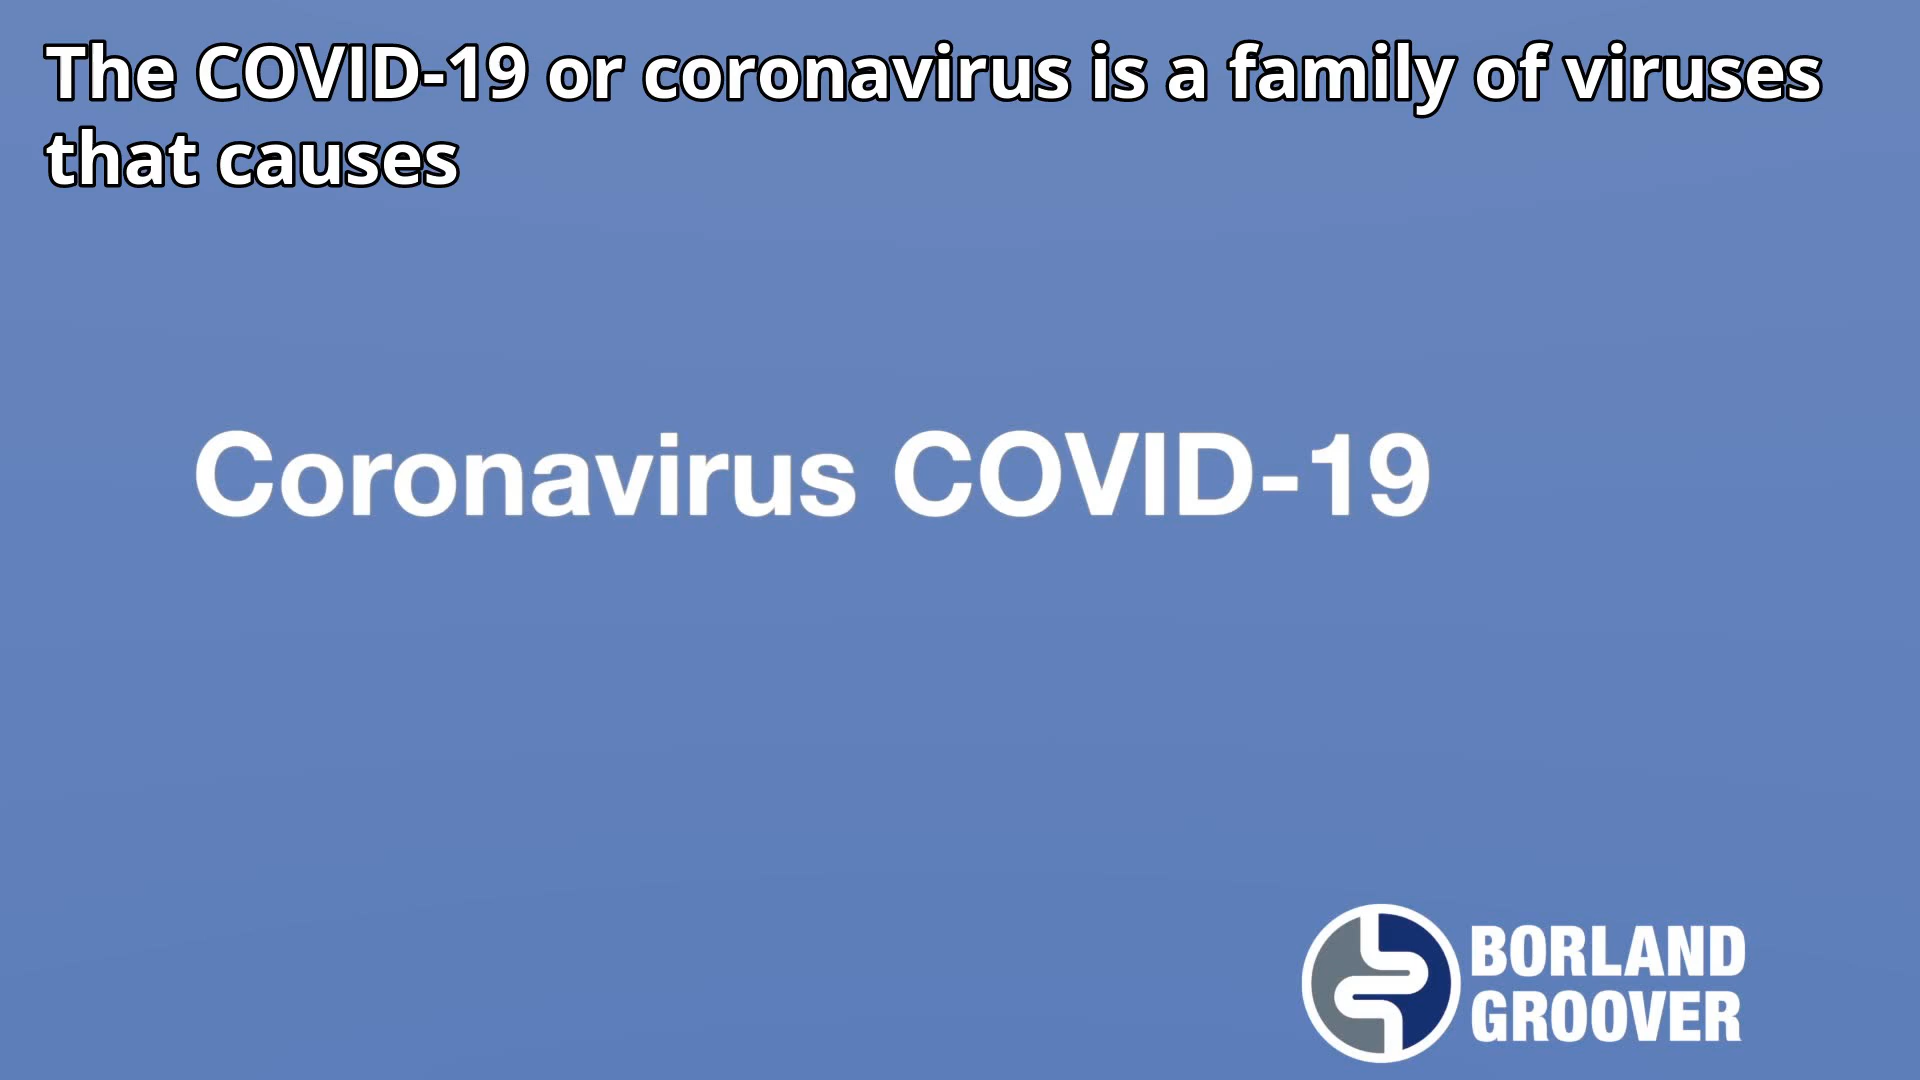 The COVID-19 or coronavirus is a family of viruses
that causes
Coronavirus COVID-19
BORLAND
GROOVER